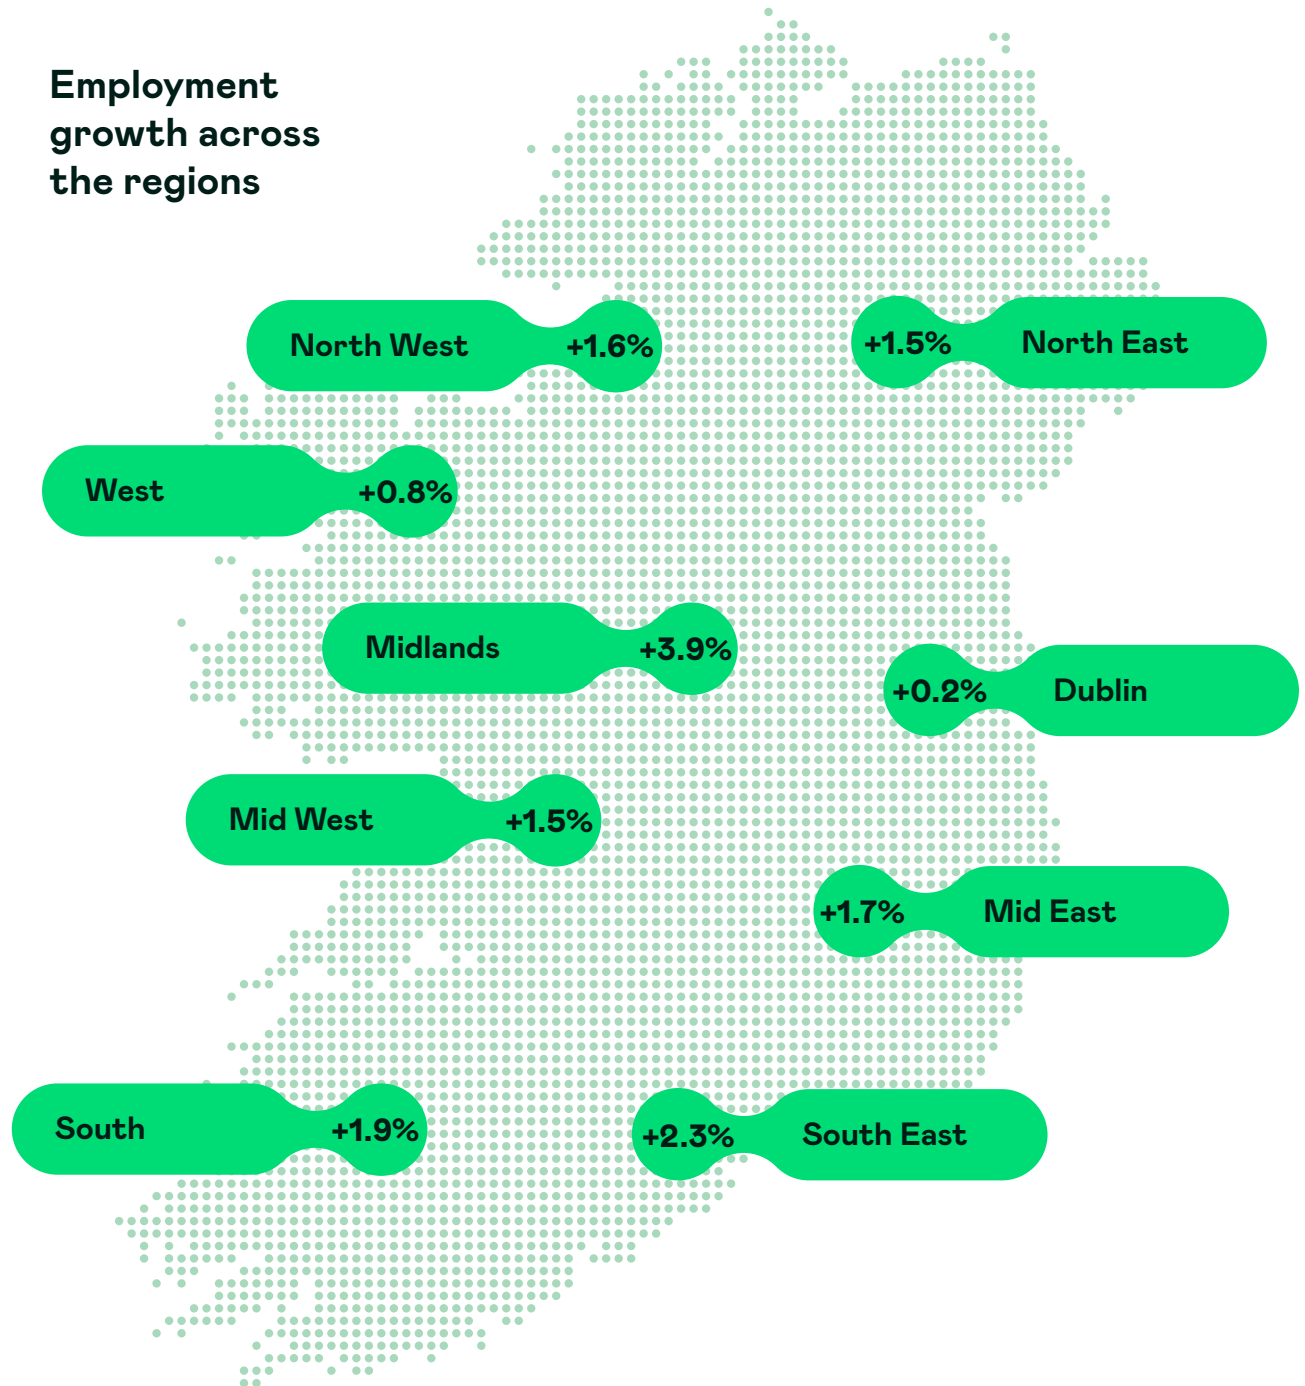 Employment
growth across
the regions
North West +1.6%
+1.5% North East
West +0.8%
Midlands +3.9%
+0.2% Dublin
Mid West +1.5%
+1.7% Mid East
South +1.9%
+2.3% South East